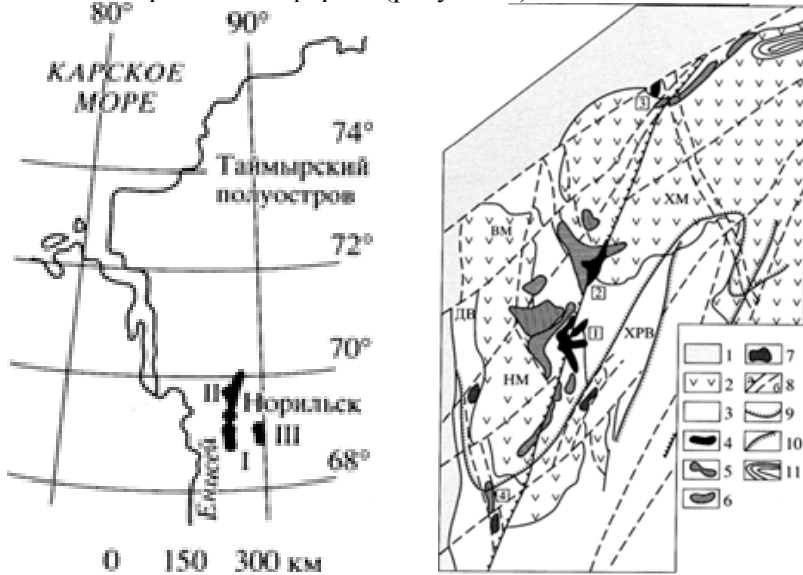 80°
90°
КАРСКОЕ
МОРЕ
74°
Таймырский
полуостров
72°
70°
II
Норильск
III
I
68°
Енисей
0 150 300 км
3
ХМ
ВМ
2
ДВ
1
ХРВ
НМ
4
1
2
3
4
5
6
7
а б 8
9
10
11